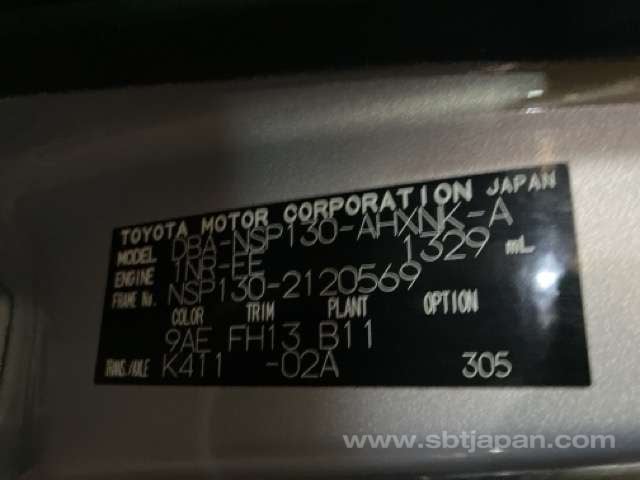 TOYOTA MOTOR CORPORATION JAPAN
MODEL DBA-NSP130-AHXNK-A
ENGINE 1NR-FE 1329 mL
FRAME No. NSP130-2120569
COLOR TRIM PLANT OPTION
9AE FH13 B11
TRANS./AXLE K411 -02A 305
www.sbtjapan.com